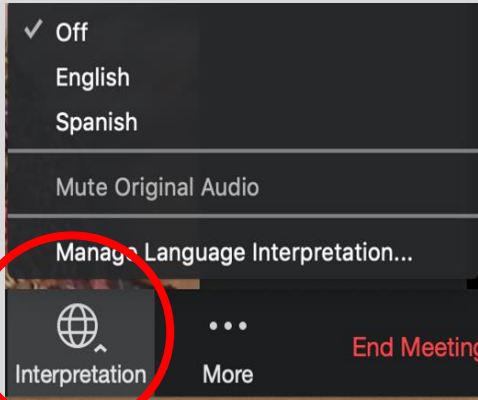 Off
English
Spanish
Mute Original Audio
Manage Language Interpretation...
Interpretation
More
End Meeting